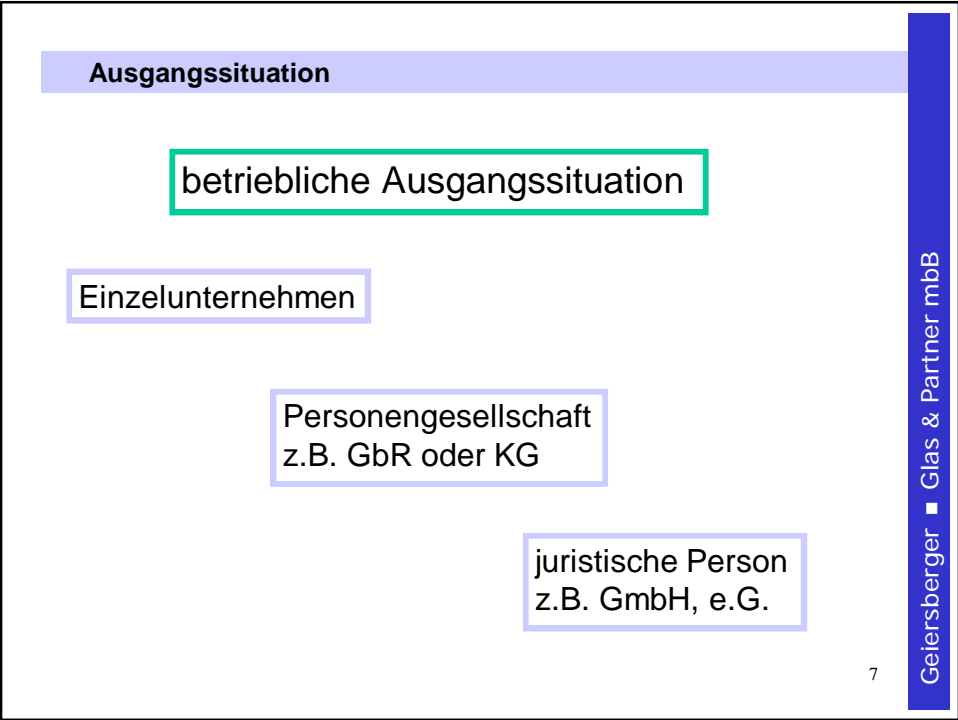 Ausgangssituation
betriebliche Ausgangssituation
Einzelunternehmen
Personengesellschaft
z.B. GbR oder KG
juristische Person
z.B. GmbH, e.G.
7
Geiersberger ■ Glas & Partner mbB